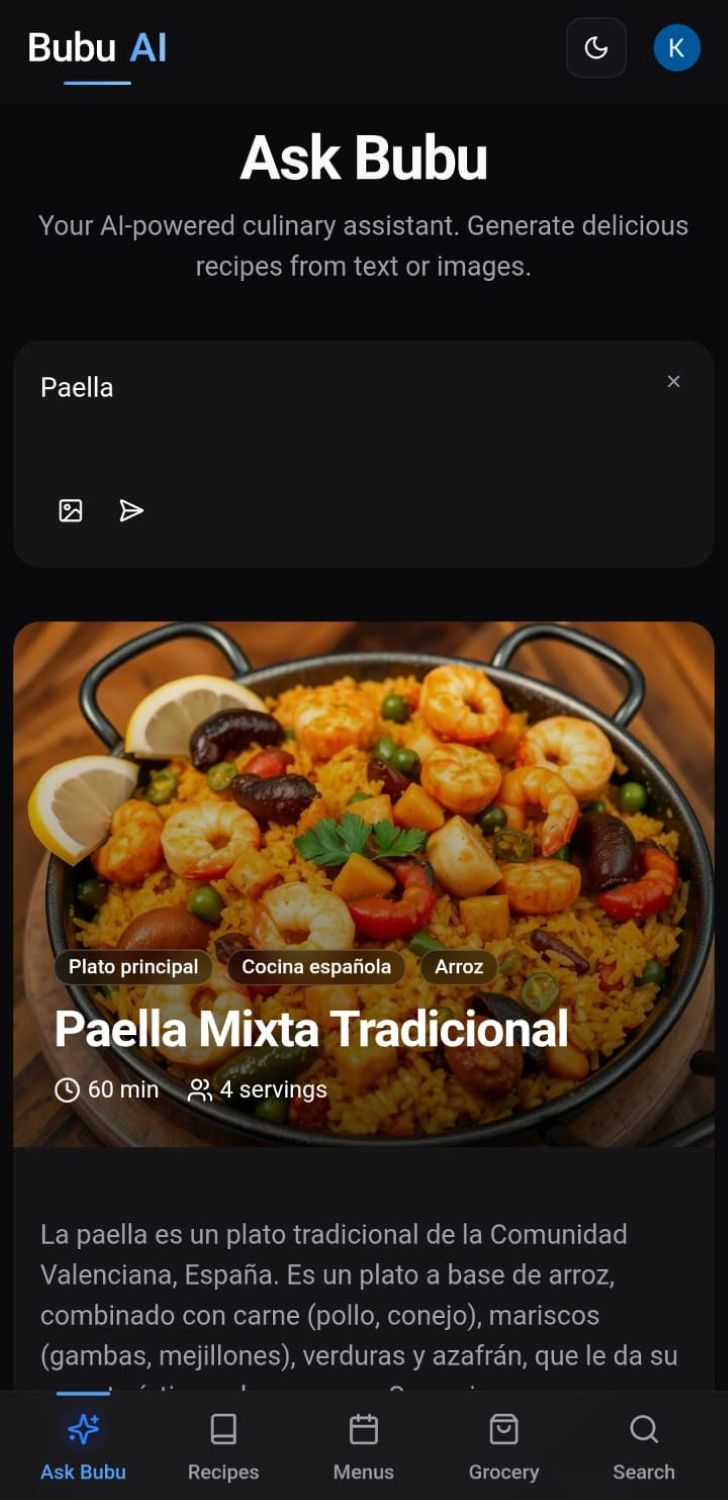 Bubu AI
K
Ask Bubu
Your AI-powered culinary assistant. Generate delicious
recipes from text or images.
Paella
Plato principal
Cocina española
Arroz
Paella Mixta Tradicional
60 min
4 servings
La paella es un plato tradicional de la Comunidad
Valenciana, España. Es un plato a base de arroz,
combinado con carne (pollo, conejo), mariscos
(gambas, mejillones), verduras y azafrán, que le da su
Ask Bubu
Recipes
Menus
Grocery
Search